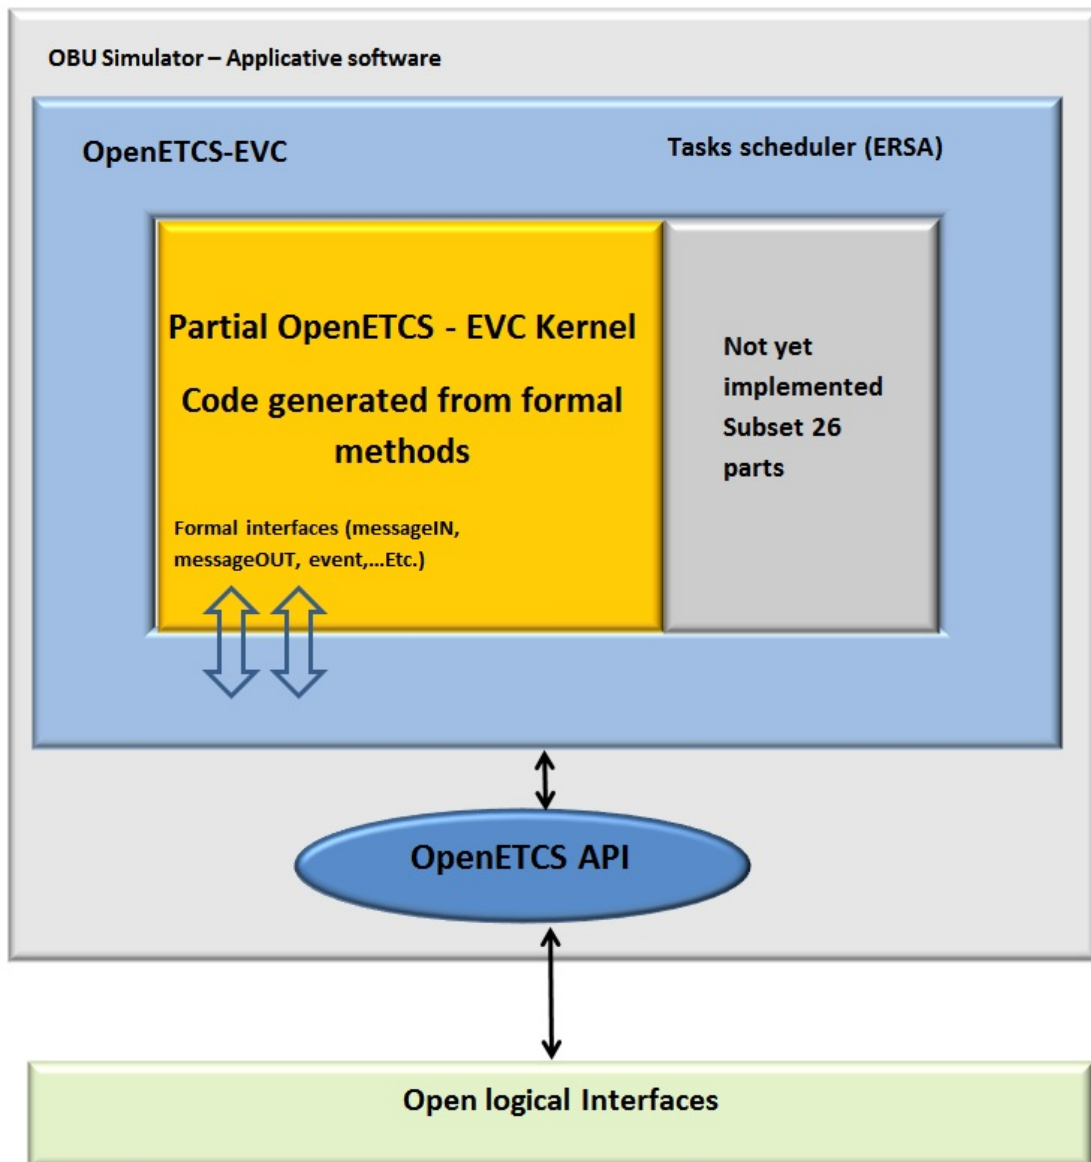 OBU Simulator – Applicative software
OpenETCS-EVC
Tasks scheduler (ERSA)
Partial OpenETCS - EVC Kernel
Code generated from formal
methods
Formal interfaces (messageIN,
messageOUT, event,...Etc.)
Not yet
implemented
Subset 26
parts
OpenETCS API
Open logical Interfaces